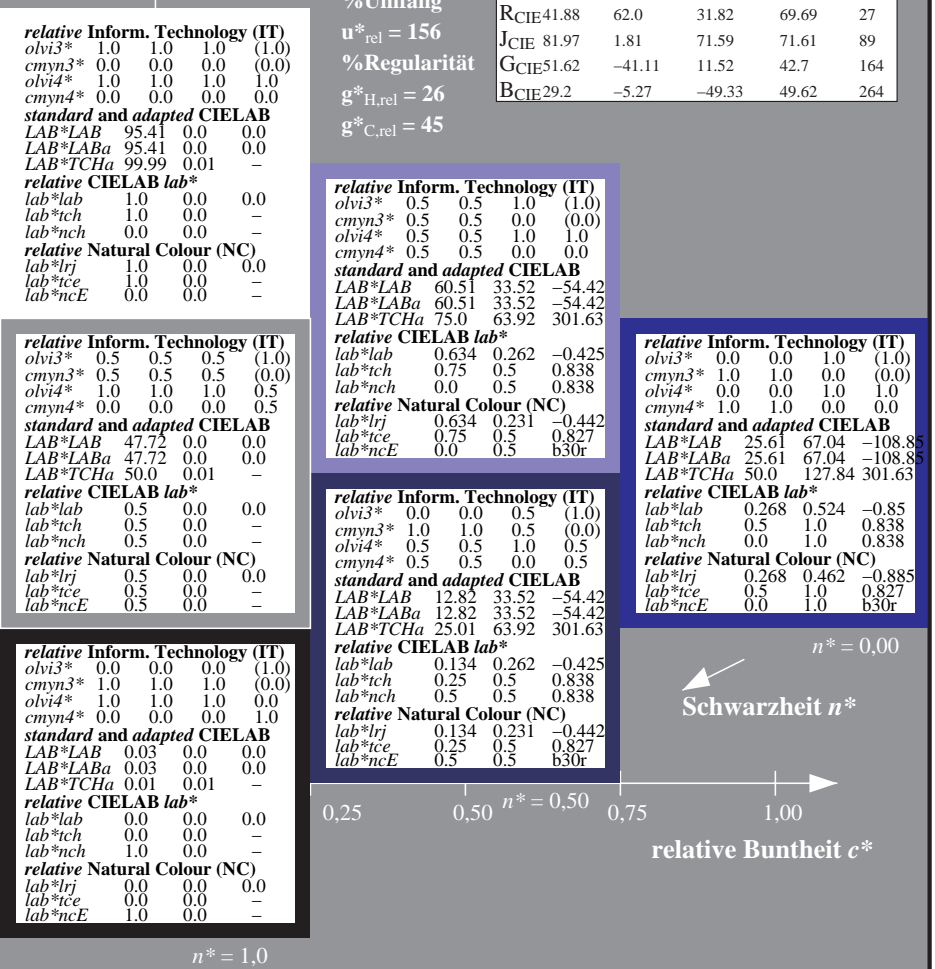 %Umfang
u*rel = 156
%Regularität
g*H,rel = 26
g*C,rel = 45
RCIE 41.88 62.0 31.82 69.69 27
JCIE 81.97 1.81 71.59 71.61 89
GCIE 51.62 −41.11 11.52 42.7 164
BCIE 29.2 −5.27 −49.33 49.62 264
relative Inform. Technology (IT)
olvi3* 1.0 1.0 1.0 (1.0)
cmyn3* 0.0 0.0 0.0 (0.0)
olvi4* 1.0 1.0 1.0 1.0
cmyn4* 0.0 0.0 0.0 0.0
standard and adapted CIELAB
LAB*LAB 95.41 0.0 0.0
LAB*LABa 95.41 0.0 0.0
LAB*TCHa 99.99 0.01 –
relative CIELAB lab*
lab*lab 1.0 0.0 0.0
lab*tch 1.0 0.0 –
lab*nch 0.0 0.0 –
relative Natural Colour (NC)
lab*lrj 1.0 0.0 0.0
lab*tce 1.0 0.0 –
lab*ncE 0.0 0.0 –
relative Inform. Technology (IT)
olvi3* 0.5 0.5 1.0 (1.0)
cmyn3* 0.5 0.5 0.0 (0.0)
olvi4* 0.5 0.5 1.0 1.0
cmyn4* 0.5 0.5 0.0 0.0
standard and adapted CIELAB
LAB*LAB 60.51 33.52 −54.42
LAB*LABa 60.51 33.52 −54.42
LAB*TCHa 75.0 63.92 301.63
relative CIELAB lab*
lab*lab 0.634 0.262 −0.425
lab*tch 0.75 0.5 0.838
lab*nch 0.0 0.5 0.838
relative Natural Colour (NC)
lab*lrj 0.634 0.231 −0.442
lab*tce 0.75 0.5 0.827
lab*ncE 0.0 0.5 b30r
relative Inform. Technology (IT)
olvi3* 0.5 0.5 0.5 (1.0)
cmyn3* 0.5 0.5 0.5 (0.0)
olvi4* 1.0 1.0 1.0 0.5
cmyn4* 0.0 0.0 0.0 0.5
standard and adapted CIELAB
LAB*LAB 47.72 0.0 0.0
LAB*LABa 47.72 0.0 0.0
LAB*TCHa 50.0 0.01 –
relative CIELAB lab*
lab*lab 0.5 0.0 0.0
lab*tch 0.5 0.0 –
lab*nch 0.5 0.0 –
relative Natural Colour (NC)
lab*lrj 0.5 0.0 0.0
lab*tce 0.5 0.0 –
lab*ncE 0.5 0.0 –
relative Inform. Technology (IT)
olvi3* 0.0 0.0 1.0 (1.0)
cmyn3* 1.0 1.0 0.0 (0.0)
olvi4* 0.0 0.0 1.0 1.0
cmyn4* 1.0 1.0 0.0 0.0
standard and adapted CIELAB
LAB*LAB 25.61 67.04 −108.85
LAB*LABa 25.61 67.04 −108.85
LAB*TCHa 50.0 127.84 301.63
relative CIELAB lab*
lab*lab 0.268 0.524 −0.85
lab*tch 0.5 1.0 0.838
lab*nch 0.0 1.0 0.838
relative Natural Colour (NC)
lab*lrj 0.268 0.462 −0.885
lab*tce 0.5 1.0 0.827
lab*ncE 0.0 1.0 b30r
relative Inform. Technology (IT)
olvi3* 0.0 0.0 0.5 (1.0)
cmyn3* 1.0 1.0 0.5 (0.0)
olvi4* 0.5 0.5 1.0 0.5
cmyn4* 0.5 0.5 0.0 0.5
standard and adapted CIELAB
LAB*LAB 12.82 33.52 −54.42
LAB*LABa 12.82 33.52 −54.42
LAB*TCHa 25.01 63.92 301.63
relative CIELAB lab*
lab*lab 0.134 0.262 −0.425
lab*tch 0.25 0.5 0.838
lab*nch 0.5 0.5 0.838
relative Natural Colour (NC)
lab*lrj 0.134 0.231 −0.442
lab*tce 0.25 0.5 0.827
lab*ncE 0.5 0.5 b30r
relative Inform. Technology (IT)
olvi3* 0.0 0.0 0.0 (1.0)
cmyn3* 1.0 1.0 1.0 (0.0)
olvi4* 1.0 1.0 1.0 0.0
cmyn4* 0.0 0.0 0.0 1.0
standard and adapted CIELAB
LAB*LAB 0.03 0.0 0.0
LAB*LABa 0.03 0.0 0.0
LAB*TCHa 0.01 0.01 –
relative CIELAB lab*
lab*lab 0.0 0.0 0.0
lab*tch 0.0 0.0 –
lab*nch 1.0 0.0 –
relative Natural Colour (NC)
lab*lrj 0.0 0.0 0.0
lab*tce 0.0 0.0 –
lab*ncE 1.0 0.0 –
n* = 0,00
Schwarzheit n*
0,25 0,50 n* = 0,50 0,75 1,00
relative Buntheit c*
n* = 1,0